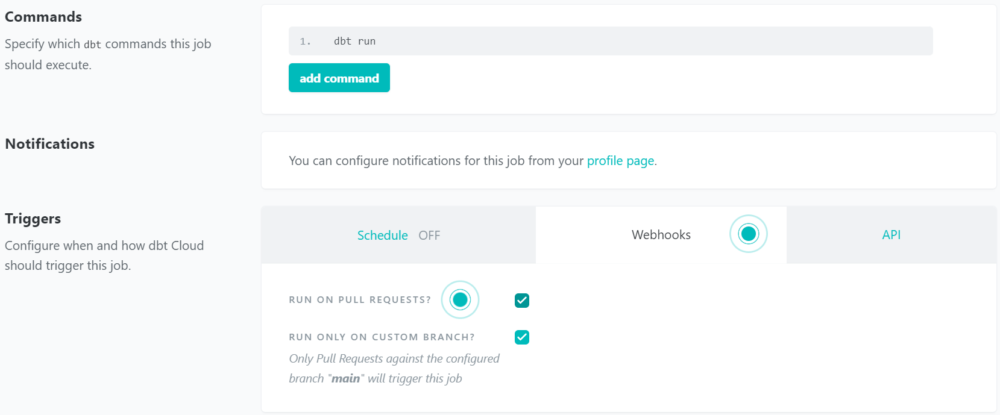 Commands
Specify which dbt commands this job
should execute.
1. dbt run
add command
Notifications
You can configure notifications for this job from your profile page.
Triggers
Configure when and how dbt Cloud
should trigger this job.
Schedule OFF
Webhooks
API
RUN ON PULL REQUESTS?
RUN ONLY ON CUSTOM BRANCH?
Only Pull Requests against the configured
branch "main" will trigger this job